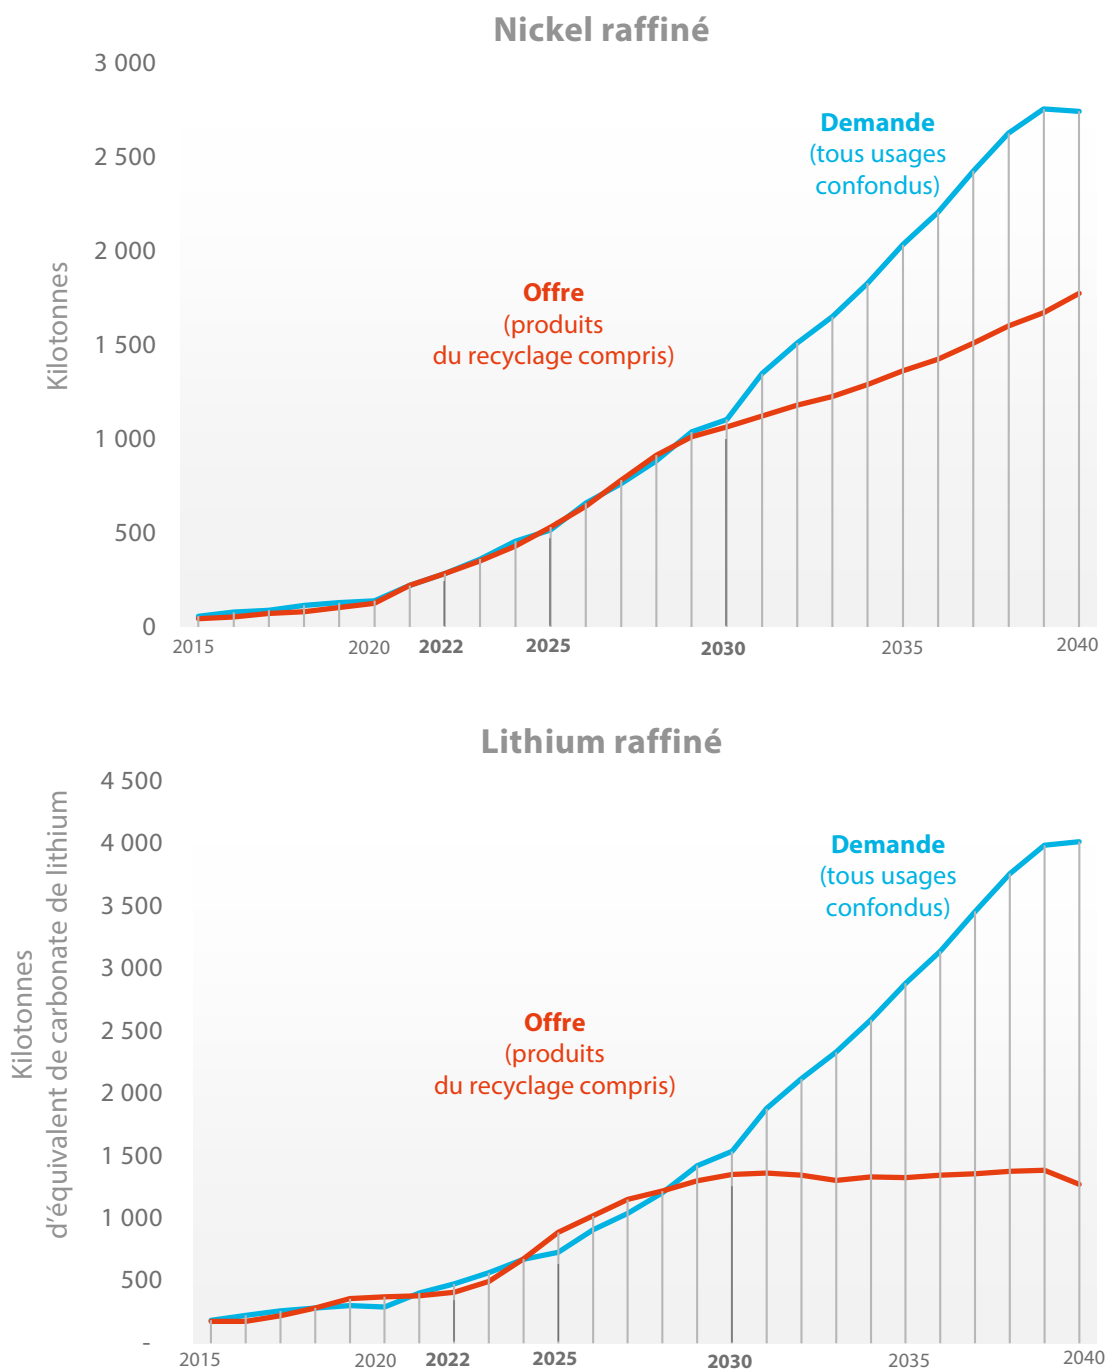 Nickel raffiné
3 000
2 500
2 000
1 500
1 000
500
0
Kilotonnes
Demande
(tous usages
confondus)
Offre
(produits
du recyclage compris)
2015
2020
2022
2025
2030
2035
2040
Lithium raffiné
4 500
4 000
3 500
3 000
2 500
2 000
1 500
1 000
500
-
Kilotonnes
d'équivalent de carbonate de lithium
Demande
(tous usages
confondus)
Offre
(produits
du recyclage compris)
2015
2020
2022
2025
2030
2035
2040